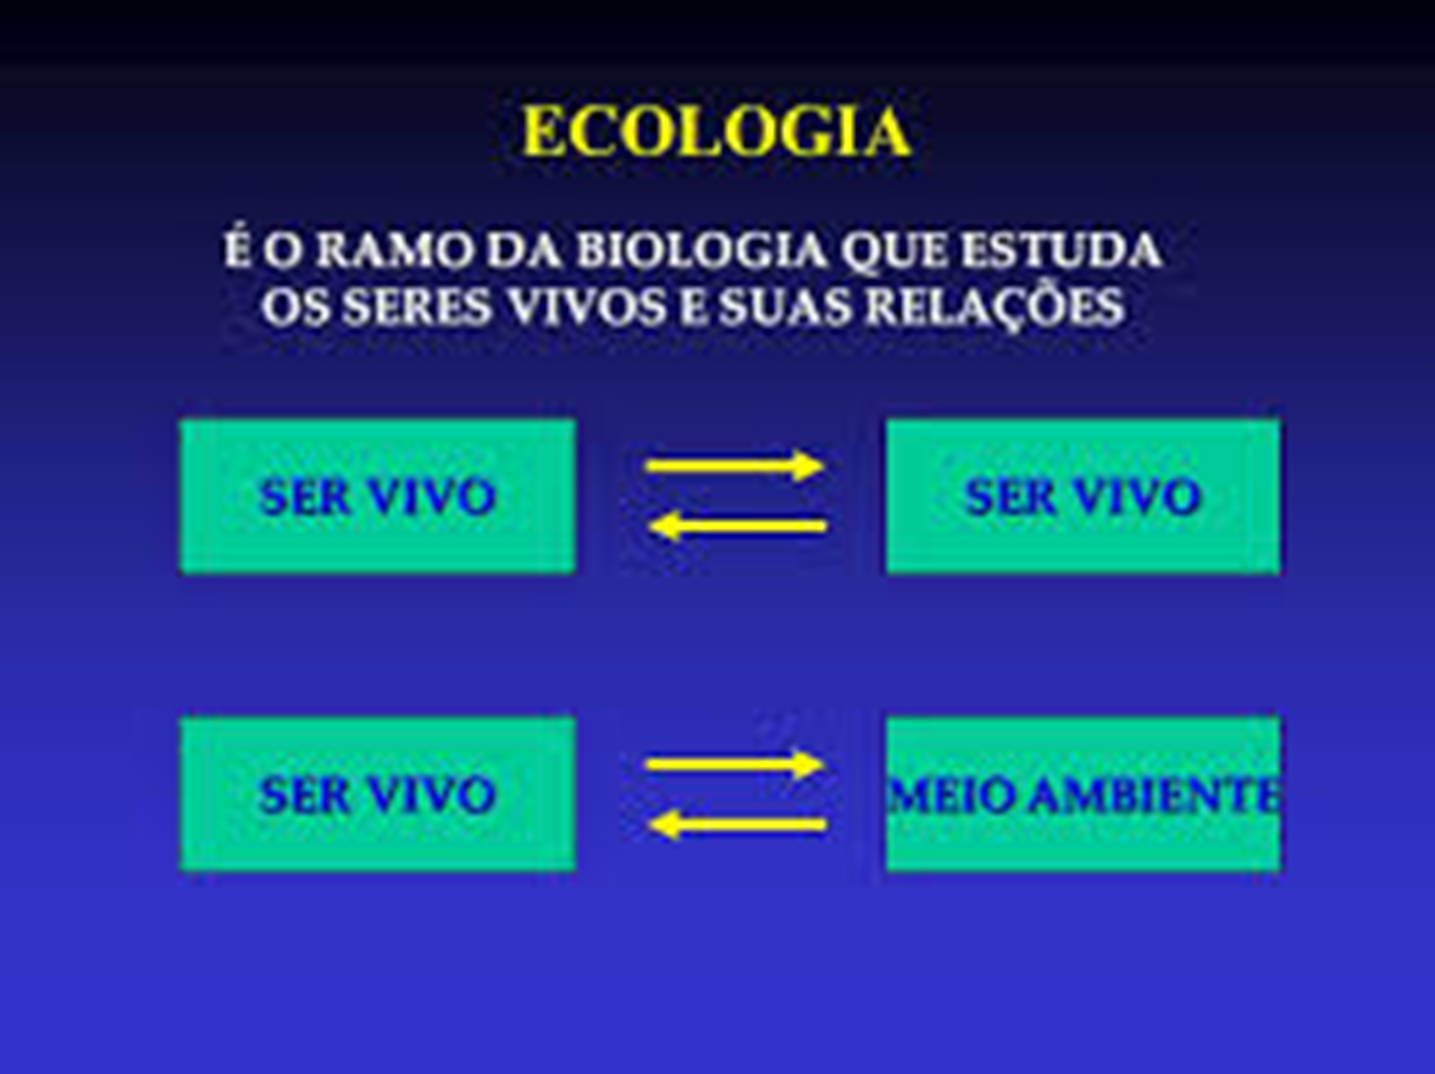 ECOLOGIA
É O RAMO DA BIOLOGIA QUE ESTUDA
OS SERES VIVOS E SUAS RELAÇÕES
SER VIVO
SER VIVO
SER VIVO
MEIO AMBIENTE